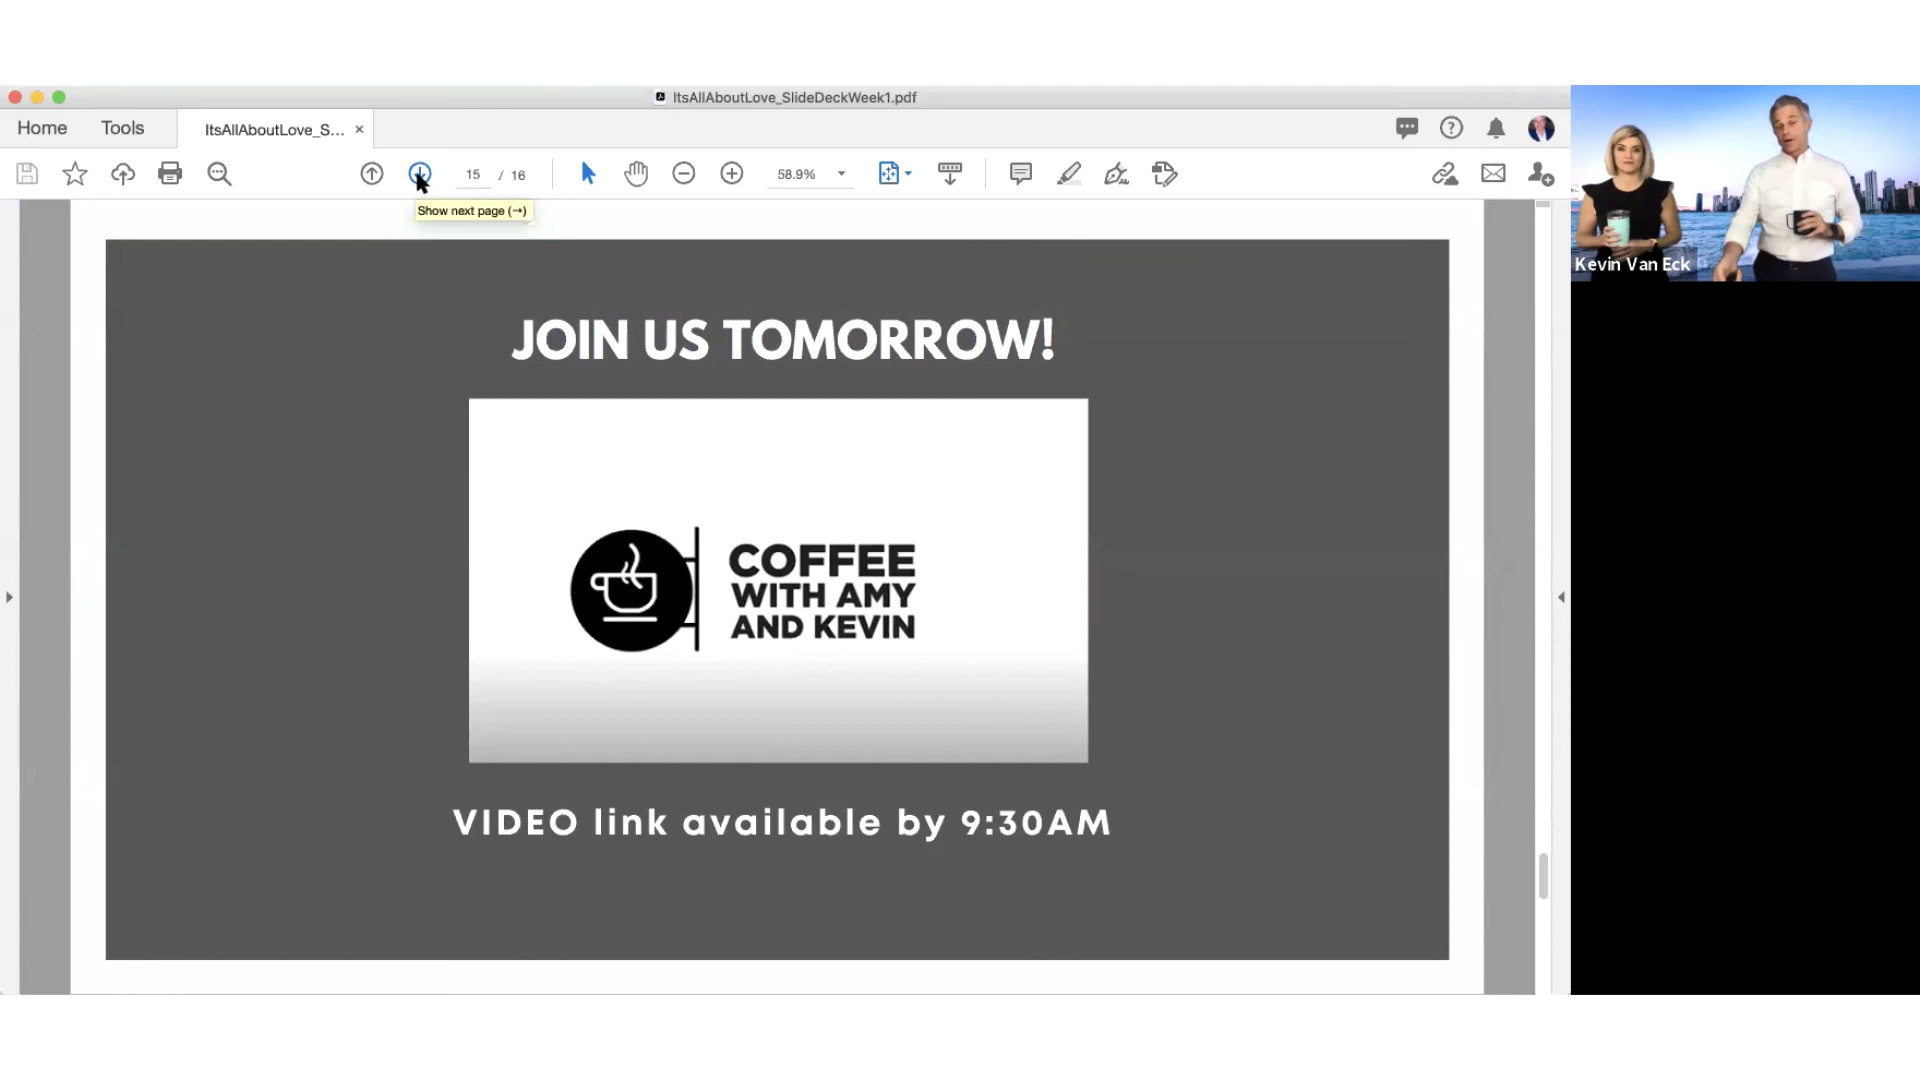 ItsAllAboutLove_SlideDeckWeek1.pdf
Home Tools ItsAllAboutLove_S... ×
15 / 16 58.9%
Show next page (→)
Kevin Van Eck
JOIN US TOMORROW!
COFFEE
WITH AMY
AND KEVIN
VIDEO link available by 9:30AM